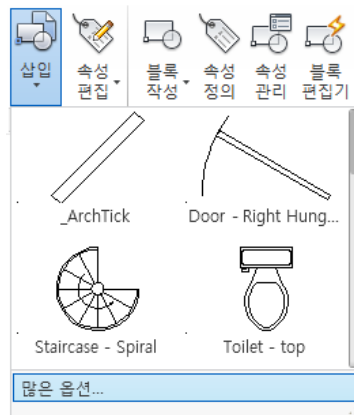 삽입 속성 블록 속성 속성 블록
편집 작성 정의 관리 편집기
_ArchTick Door - Right Hung...
Staircase - Spiral Toilet - top
많은 옵션...